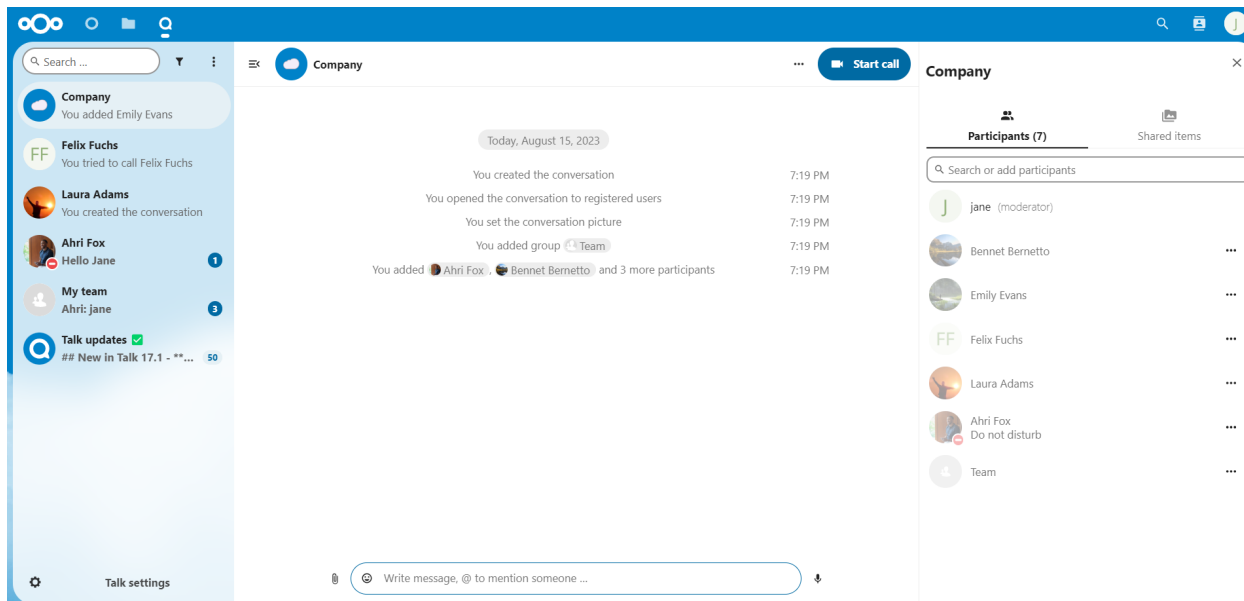 Search ...
Company
You added Emily Evans
Felix Fuchs
You tried to call Felix Fuchs
Laura Adams
You created the conversation
Ahri Fox
Hello Jane
1
My team
Ahri: jane
3
Talk updates ✅
## New in Talk 17.1 - **...
50
Talk settings
Company
Start call
Today, August 15, 2023
You created the conversation 7:19 PM
You opened the conversation to registered users 7:19 PM
You set the conversation picture 7:19 PM
You added group Team 7:19 PM
You added Ahri Fox , Bennet Bernetto and 3 more participants 7:19 PM
Write message, @ to mention someone ...
J
Company
Participants (7)
Shared items
Search or add participants
J jane (moderator)
Bennet Bernetto
Emily Evans
FF Felix Fuchs
Laura Adams
Ahri Fox
Do not disturb
Team